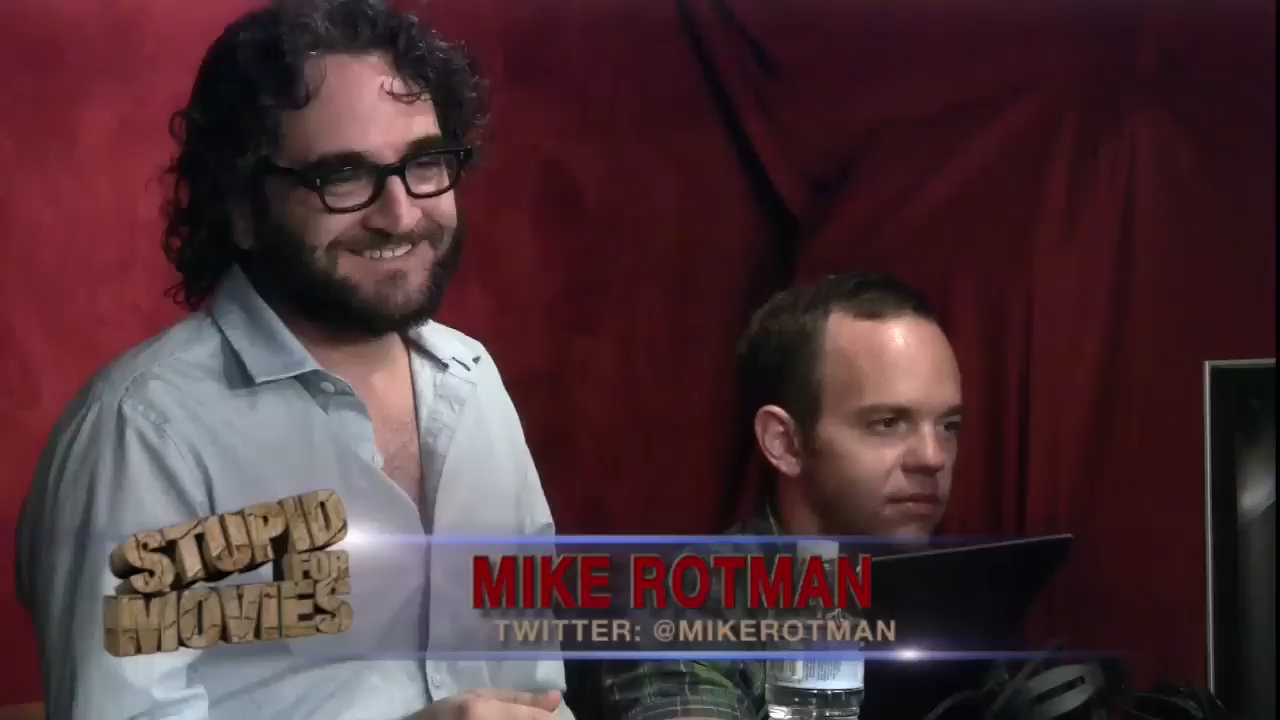 STUPID
FOR
MOVIES
MIKE ROTMAN
TWITTER: @MIKEROTMAN